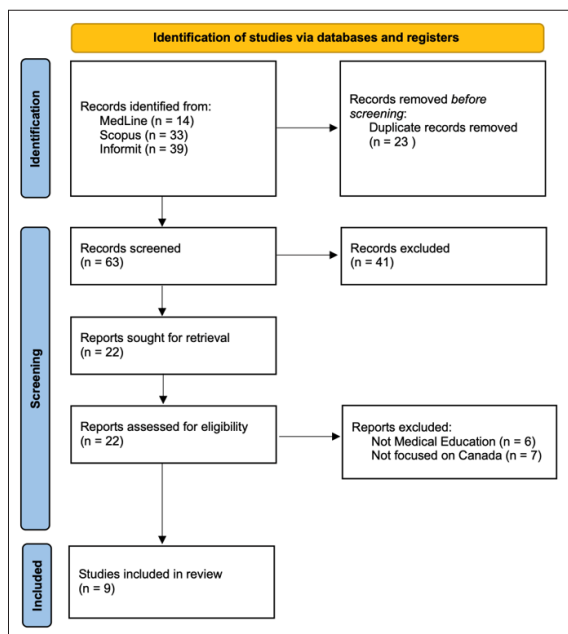 Identification of studies via databases and registers
Identification
Records identified from:
MedLine (n = 14)
Scopus (n = 33)
Informit (n = 39)
Records removed before
screening:
Duplicate records removed
(n = 23 )
Screening
Records screened
(n = 63)
Records excluded
(n = 41)
Reports sought for retrieval
(n = 22)
Reports assessed for eligibility
(n = 22)
Reports excluded:
Not Medical Education (n = 6)
Not focused on Canada (n = 7)
Included
Studies included in review
(n = 9)